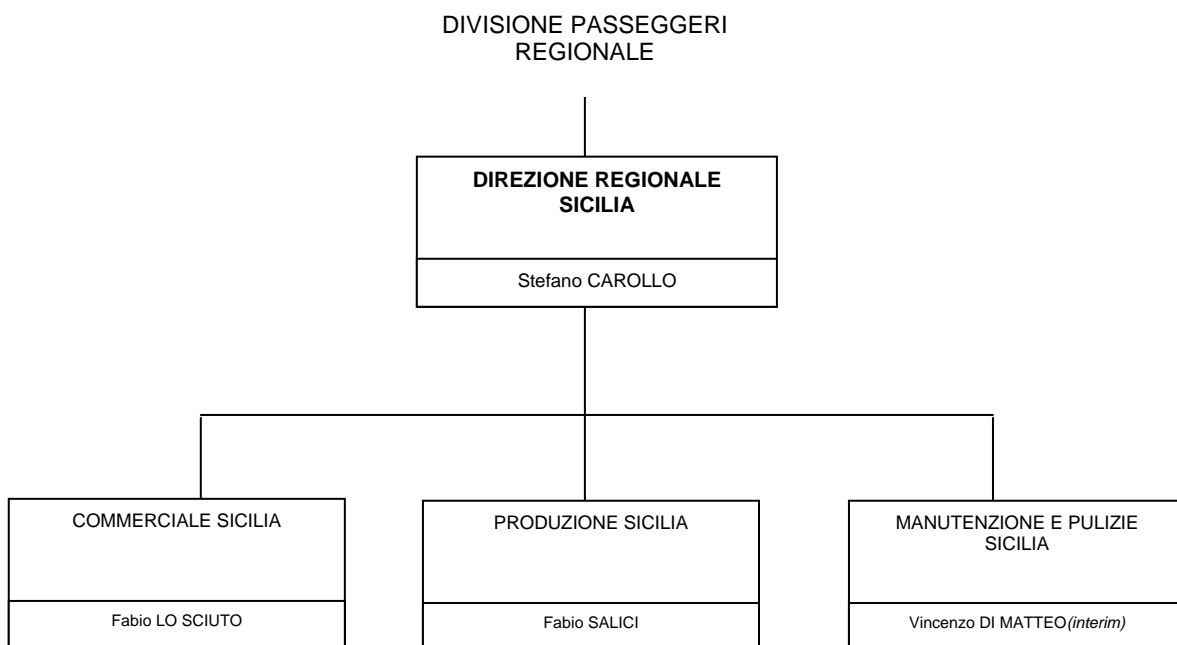 DIVISIONE PASSEGGERI
REGIONALE
DIREZIONE REGIONALE
SICILIA
Stefano CAROLLO
COMMERCIALE SICILIA
Fabio LO SCIUTO
PRODUZIONE SICILIA
Fabio SALICI
MANUTENZIONE E PULIZIE
SICILIA
Vincenzo DI MATTEO(interim)